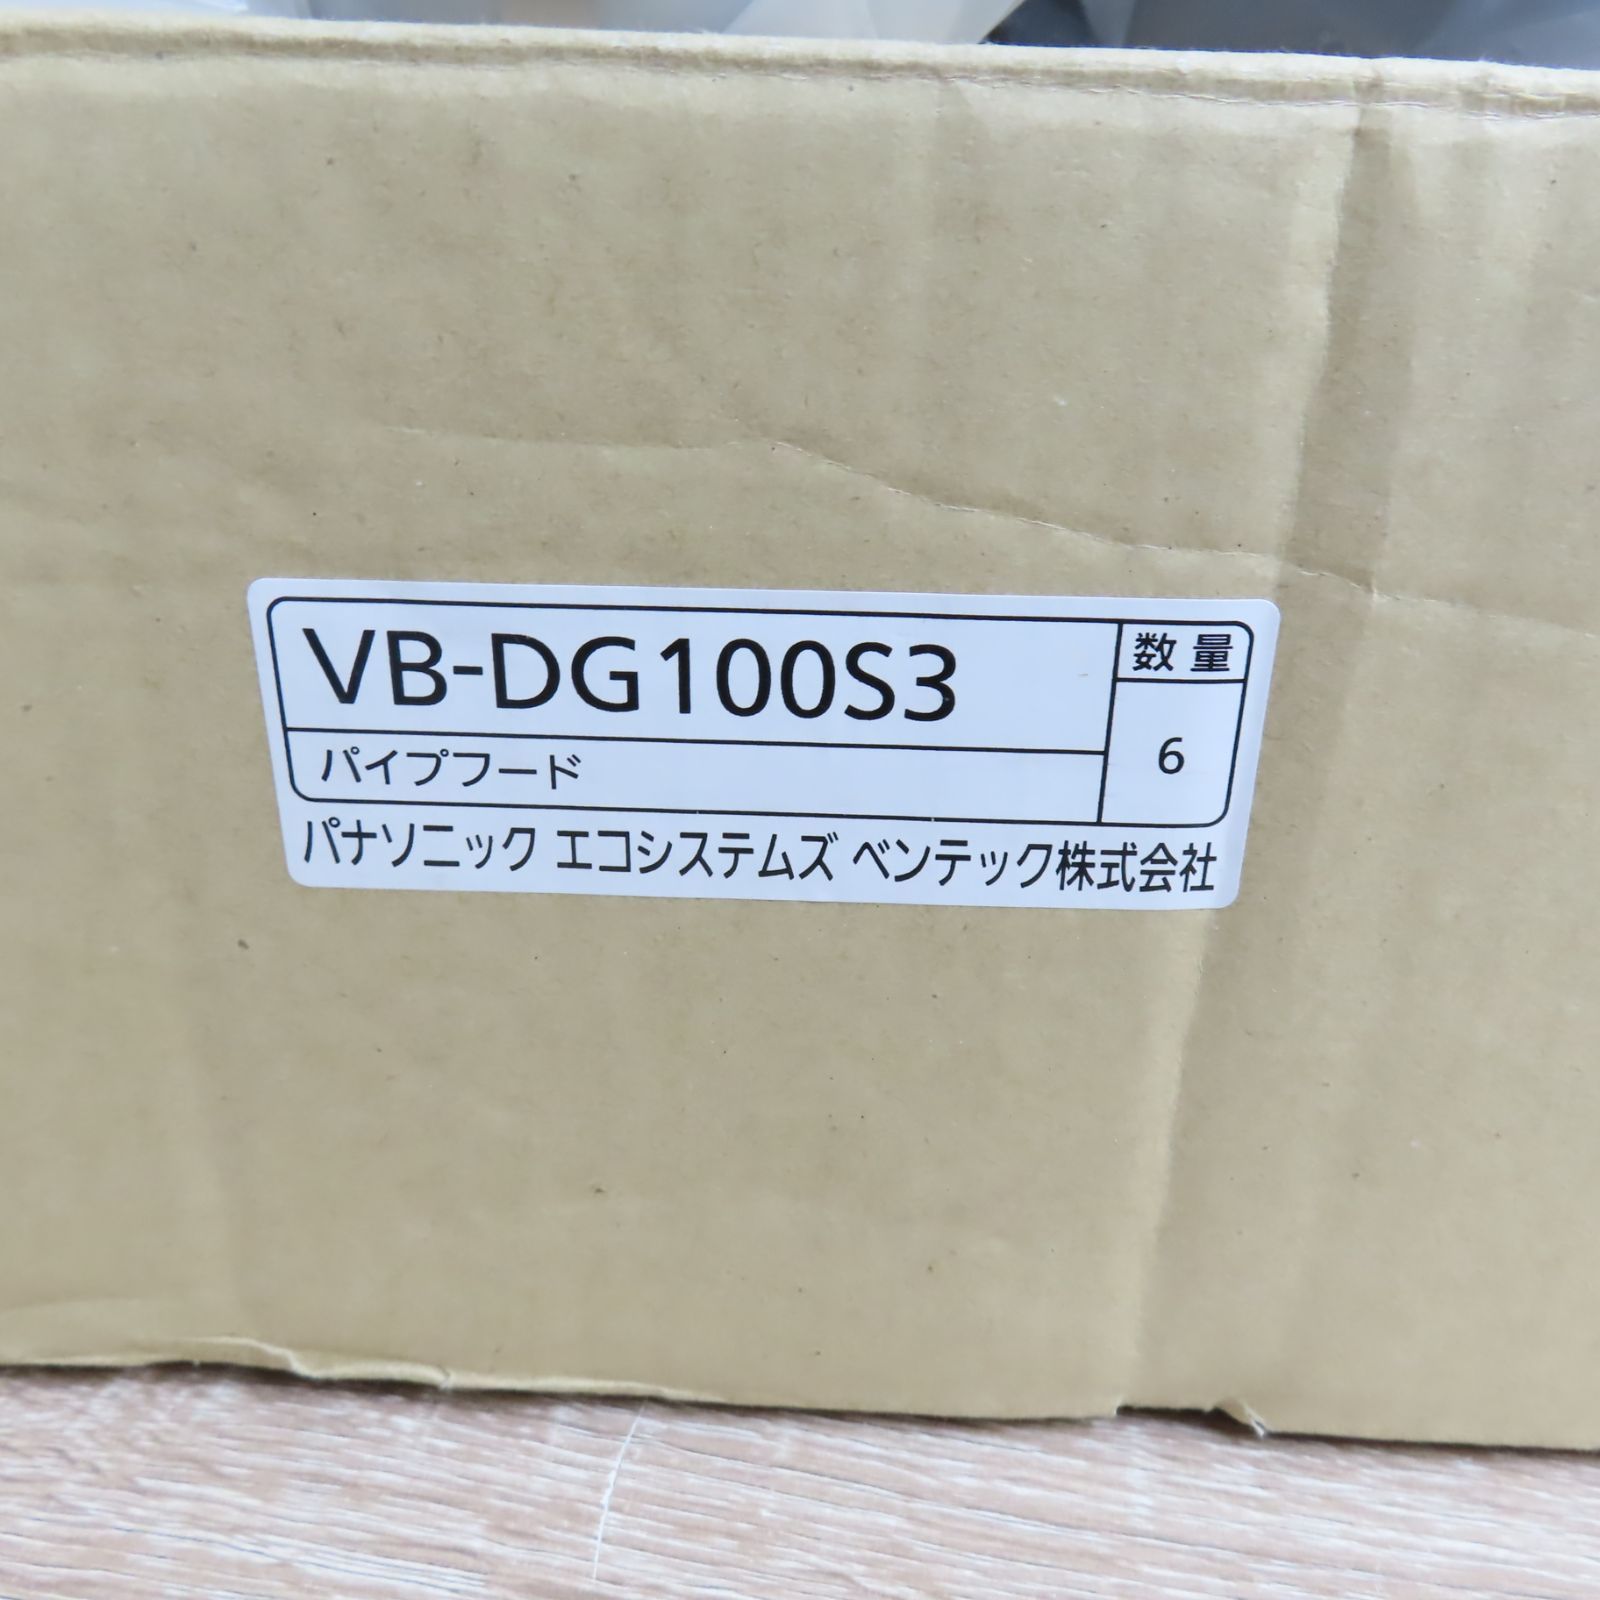 VB-DG100S3
数量
パイプフード
6
パナソニック エコシステムズ ベンテック株式会社